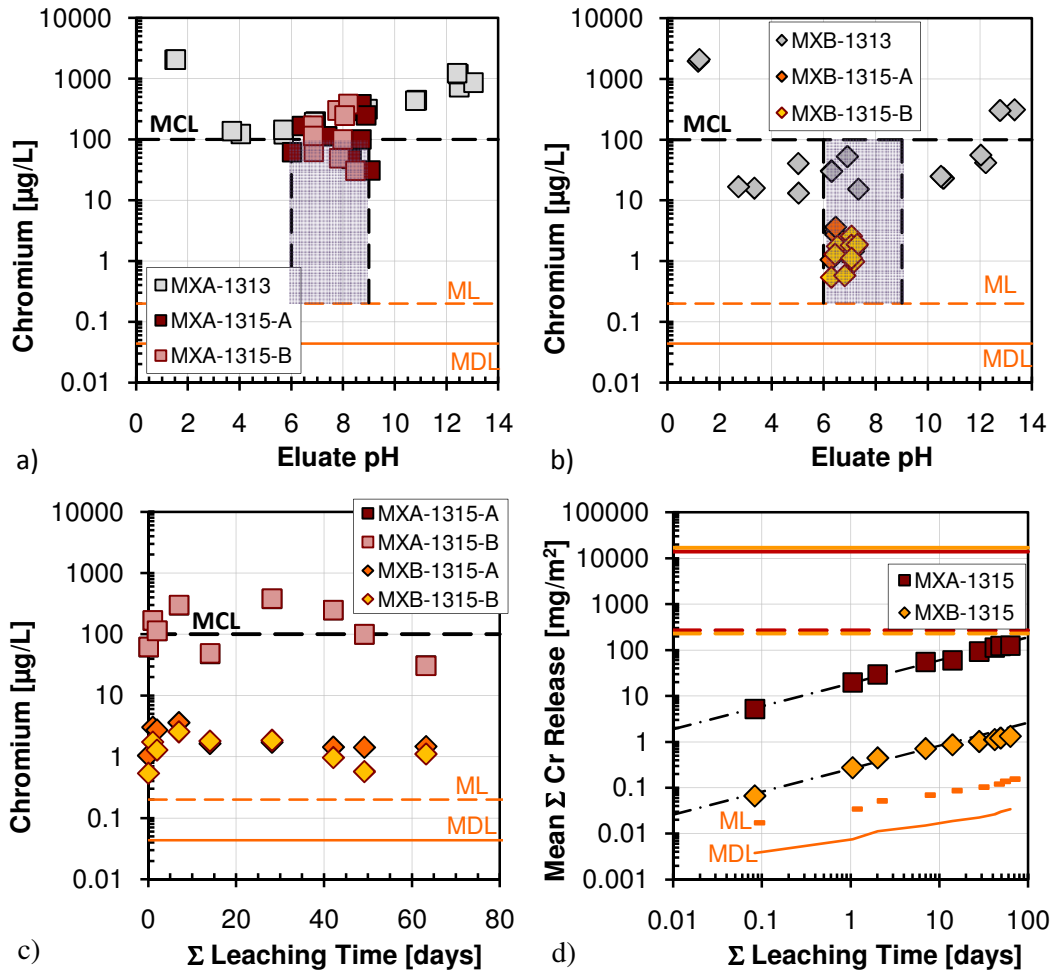 10000
1000
100
10
1
0.1
0.01
Chromium [µg/L]
MCL
ML
MDL
MXA-1313
MXA-1315-A
MXA-1315-B
0 2 4 6 8 10 12 14
a) Eluate pH
10000
1000
100
10
1
0.1
0.01
Chromium [µg/L]
MXB-1313
MXB-1315-A
MXB-1315-B
MCL
ML
MDL
0 2 4 6 8 10 12 14
b) Eluate pH
10000
1000
100
10
1
0.1
0.01
Chromium [µg/L]
MXA-1315-A
MXA-1315-B
MXB-1315-A
MXB-1315-B
MCL
ML
MDL
0 20 40 60 80
c) Σ Leaching Time [days]
100000
10000
1000
100
10
1
0.1
0.01
0.001
Mean Σ Cr Release [mg/m²]
MXA-1315
MXB-1315
ML
MDL
0.01 0.1 1 10 100
d) Σ Leaching Time [days]